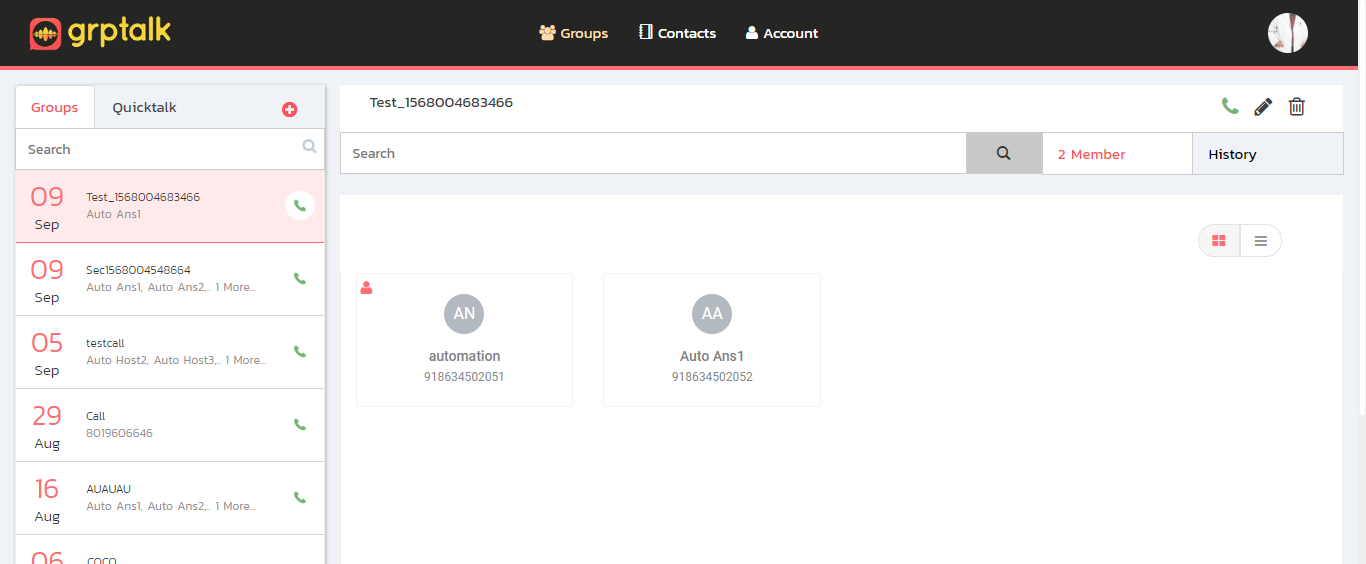 grptalk
Groups
Contacts
Account
Groups
Quicktalk
Search
09
Sep
Test_1568004683466
Auto Ans1
09
Sep
Sec1568004548664
Auto Ans1, Auto Ans2,.. 1 More...
05
Sep
testcall
Auto Host2, Auto Host3,.. 1 More...
29
Aug
Call
8019606646
16
Aug
AUAUAU
Auto Ans1, Auto Ans2,.. 1 More...
06
COCO
Test_1568004683466
Search
2 Member
History
AN
automation
918634502051
AA
Auto Ans1
918634502052